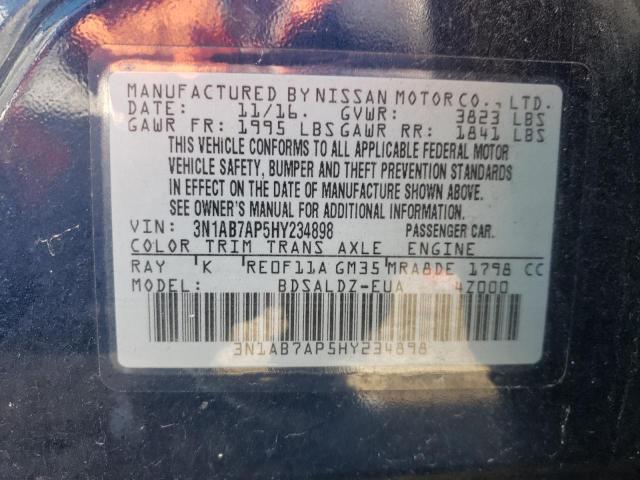 MANUFACTURED BY NISSAN MOTOR CO., LTD.
DATE: 11/16. GVWR: 3823 LBS
GAWR FR: 1995 LBS GAWR RR: 1841 LBS
THIS VEHICLE CONFORMS TO ALL APPLICABLE FEDERAL MOTOR
VEHICLE SAFETY, BUMPER AND THEFT PREVENTION STANDARDS
IN EFFECT ON THE DATE OF MANUFACTURE SHOWN ABOVE.
SEE OWNER'S MANUAL FOR ADDITIONAL INFORMATION.
VIN: 3N1AB7AP5HY234898 PASSENGER CAR.
COLOR TRIM TRANS AXLE ENGINE
RAY K RE0F11A GM35 MRA8DE 1798 CC
MODEL: BDSALDZ-EUA 4Z000
3N1AB7AP5HY234898